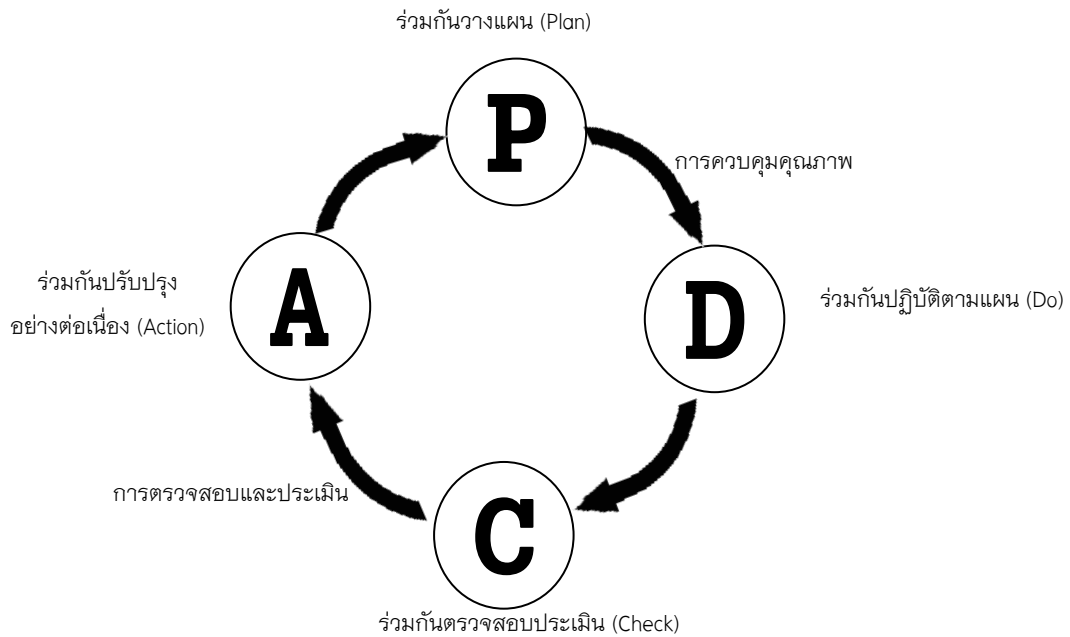 ร่วมกันวางแผน (Plan)
P
การควบคุมคุณภาพ
A
D
ร่วมกันปรับปรุง
อย่างต่อเนื่อง (Action)
ร่วมกันปฏิบัติตามแผน (Do)
การตรวจสอบและประเมิน
C
ร่วมกันตรวจสอบประเมิน (Check)